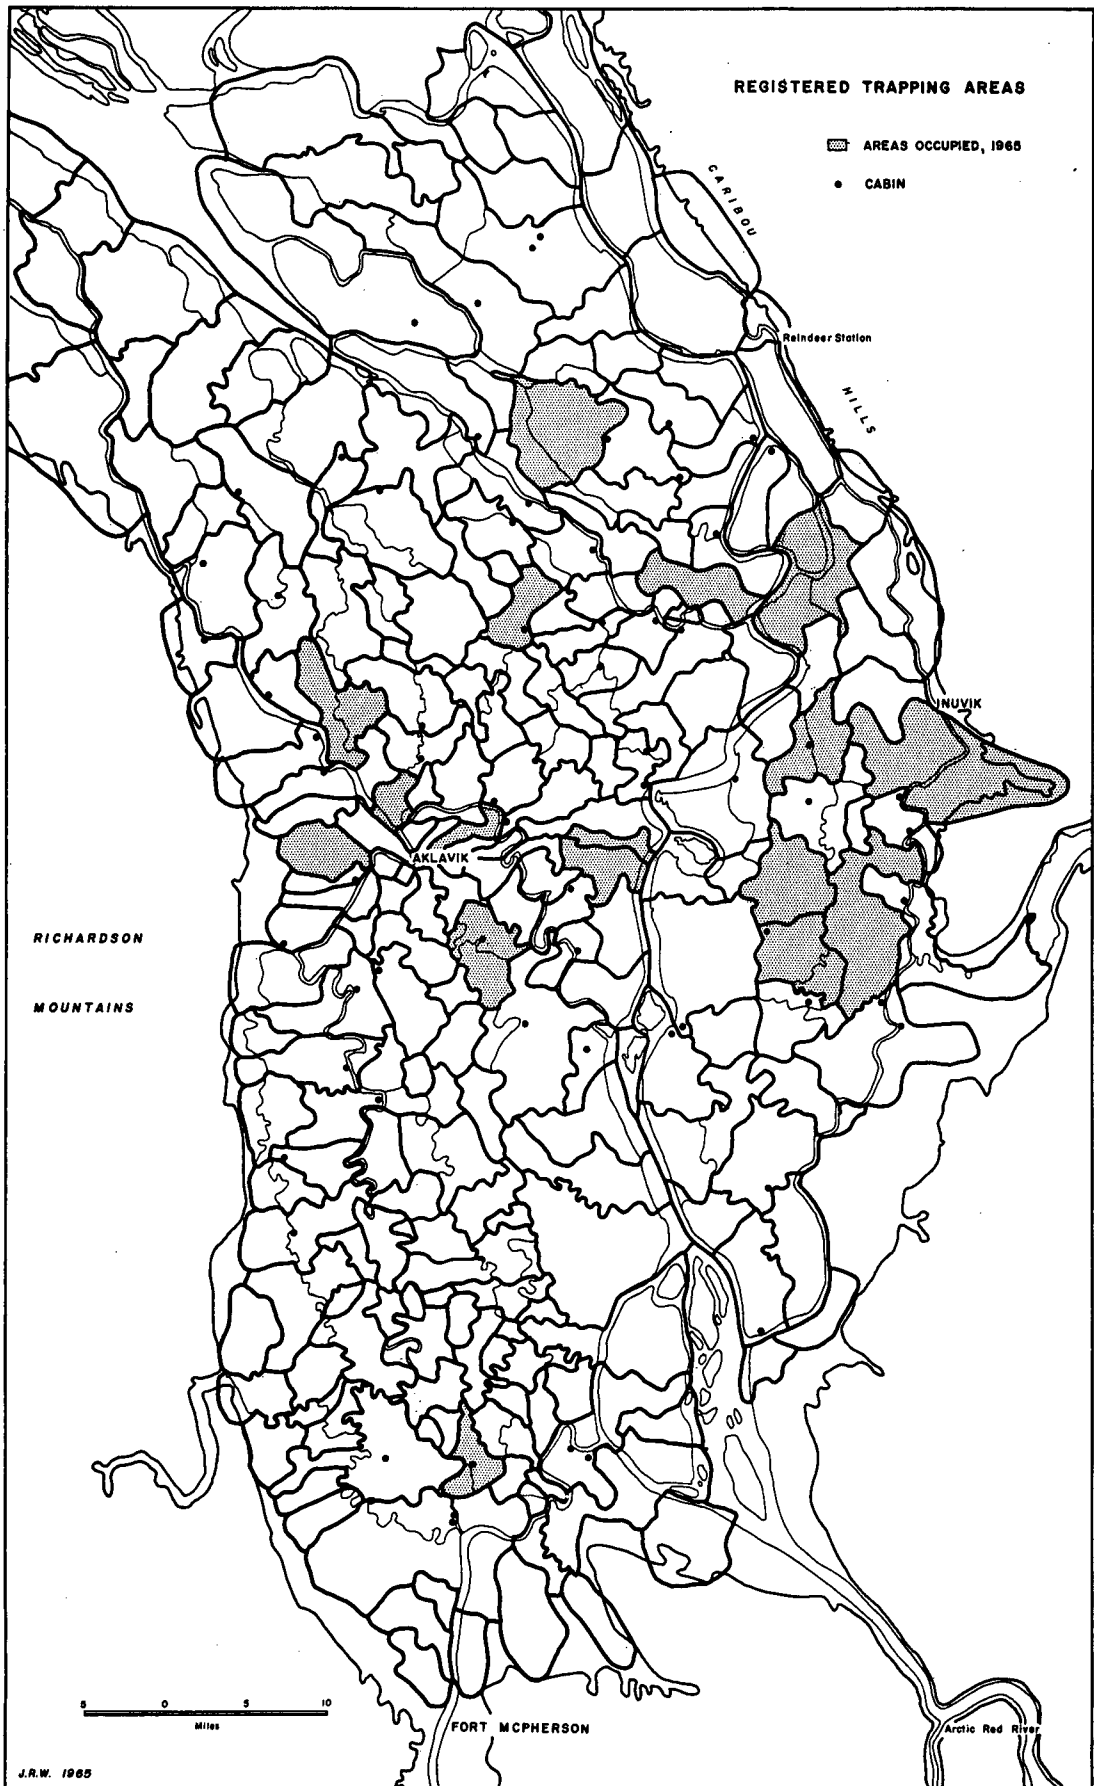 REGISTERED TRAPPING AREAS
AREAS OCCUPIED, 1965
CABIN
CARIBOU
Reindeer Station
HILLS
INUVIK
AKLAVIK
RICHARDSON
MOUNTAINS
5 0 5 10
Miles
FORT MCPHERSON
Arctic Red River
J.R.W. 1965